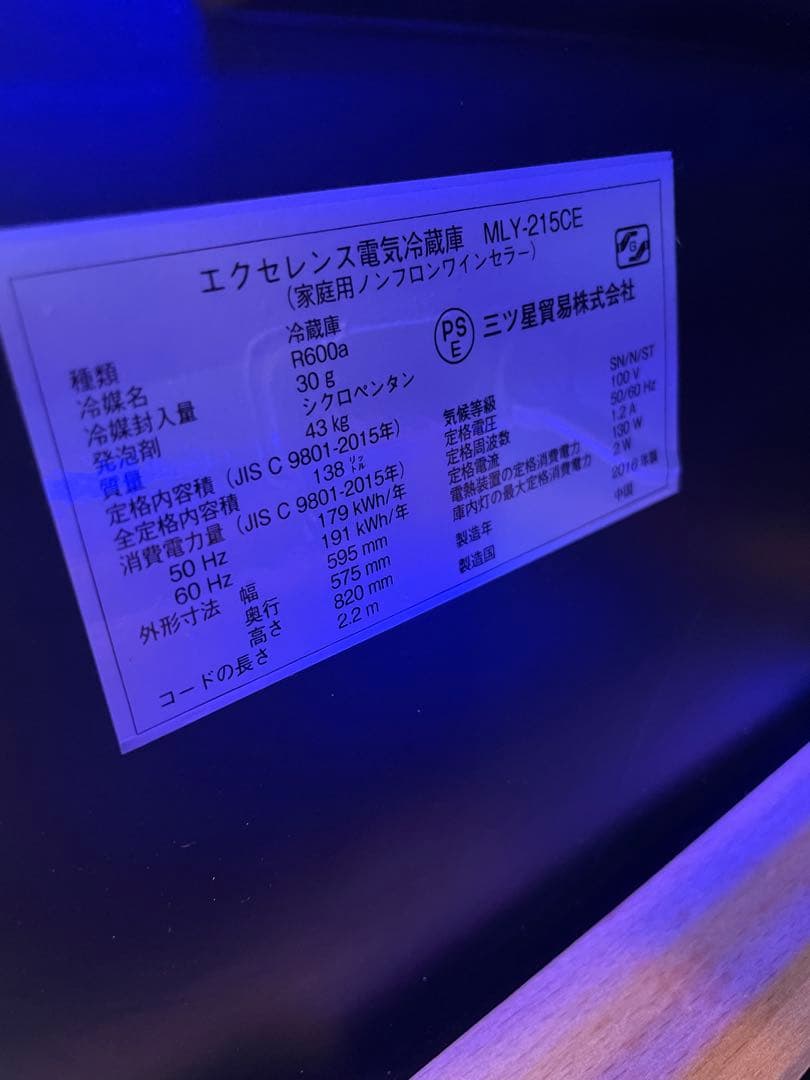 エクセレンス電気冷蔵庫 MLY-215CE
(家庭用ノンフロンワインセラー)
SG
PS
E
三ツ星貿易株式会社
種類 冷蔵庫
冷媒名 R600a
冷媒封入量 30 g
発泡剤 シクロペンタン
質量 43 kg
定格内容積 (JIS C 9801-2015年)
全定格内容積 138 リットル
消費電力量 (JIS C 9801-2015年)
50 Hz 179 kWh/年
60 Hz 191 kWh/年
外形寸法 幅 595 mm
奥行 575 mm
高さ 820 mm
コードの長さ 2.2 m
気候等級 SN/N/ST
定格電圧 100 V
定格周波数 50/60 Hz
定格電流 1.2 A
電熱装置の定格消費電力 130 W
庫内灯の最大定格消費電力 2 W
製造年 2016 年製
製造国 中国